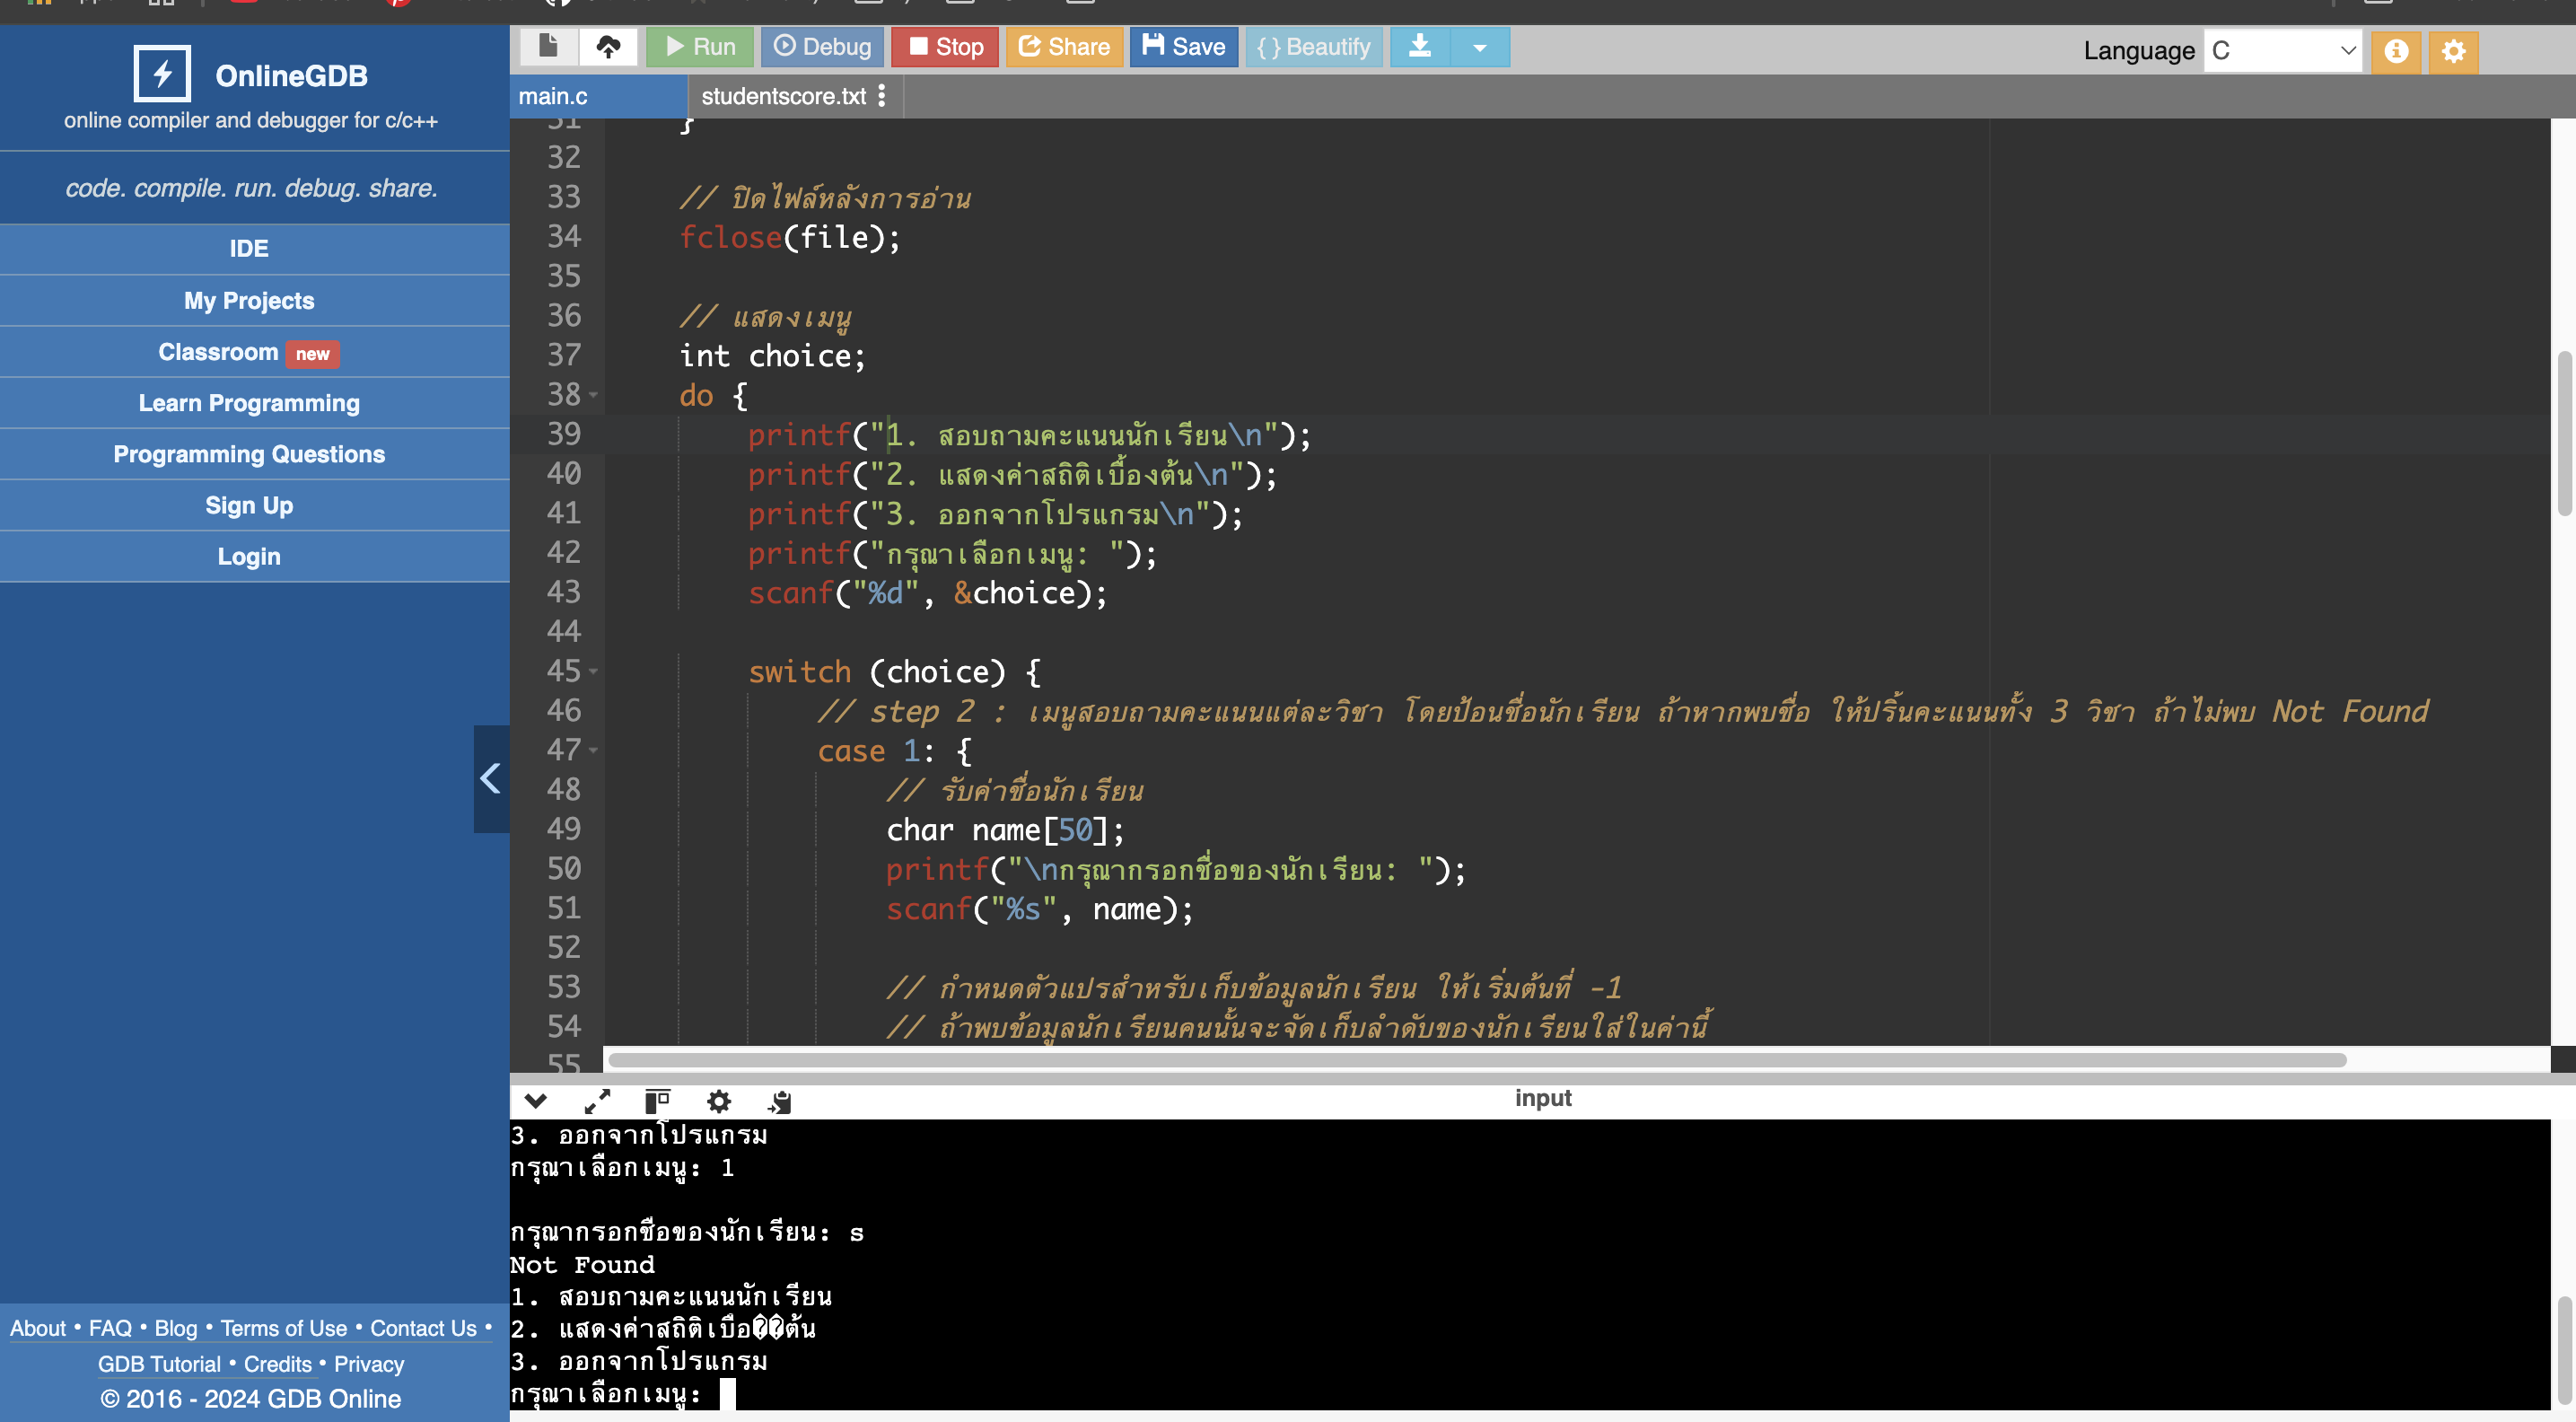 OnlineGDB
online compiler and debugger for c/c++
code. compile. run. debug. share.
IDE
My Projects
Classroom new
Learn Programming
Programming Questions
Sign Up
Login
About • FAQ • Blog • Terms of Use • Contact Us •
GDB Tutorial • Credits • Privacy
© 2016 - 2024 GDB Online
Run Debug Stop Share Save { } Beautify Language C
main.c studentscore.txt
31 }
32
33 // ปิดไฟล์หลังการอ่าน
34 fclose(file);
35
36 // แสดงเมนู
37 int choice;
38 do {
39 printf("1. สอบถามคะแนนนักเรียน\n");
40 printf("2. แสดงค่าสถิติเบื้องต้น\n");
41 printf("3. ออกจากโปรแกรม\n");
42 printf("กรุณาเลือกเมนู: ");
43 scanf("%d", &choice);
44
45 switch (choice) {
46 // step 2 : เมนูสอบถามคะแนนแต่ละวิชา โดยป้อนชื่อนักเรียน ถ้าหากพบชื่อ ให้ปริ้นคะแนนทั้ง 3 วิชา ถ้าไม่พบ Not Found
47 case 1: {
48 // รับค่าชื่อนักเรียน
49 char name[50];
50 printf("\nกรุณากรอกชื่อของนักเรียน: ");
51 scanf("%s", name);
52
53 // กำหนดตัวแปรสำหรับเก็บข้อมูลนักเรียน ให้เริ่มต้นที่ -1
54 // ถ้าพบข้อมูลนักเรียนคนนั้นจะจัดเก็บลำดับของนักเรียนใส่ในค่านี้
55
input
3. ออกจากโปรแกรม
กรุณาเลือกเมนู: 1
กรุณากรอกชื่อของนักเรียน: s
Not Found
1. สอบถามคะแนนนักเรียน
2. แสดงค่าสถิติเบื้อ��ต้น
3. ออกจากโปรแกรม
กรุณาเลือกเมนู: